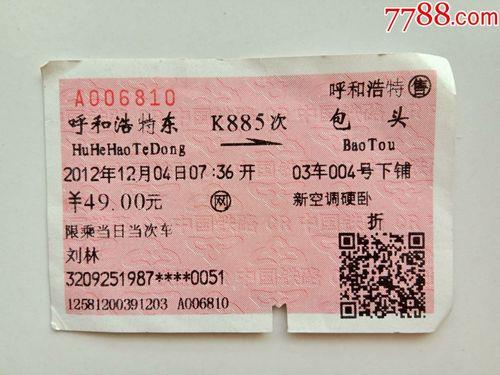 7788.com
A006810
呼和浩特 售
呼和浩特东 K885次 包 头
HuHeHaoTeDong BaoTou
2012年12月04日07:36开 03车004号下铺
¥49.00元 网 新空调硬卧
折
限乘当日当次车
刘林
3209251987****0051
12581200391203 A006810